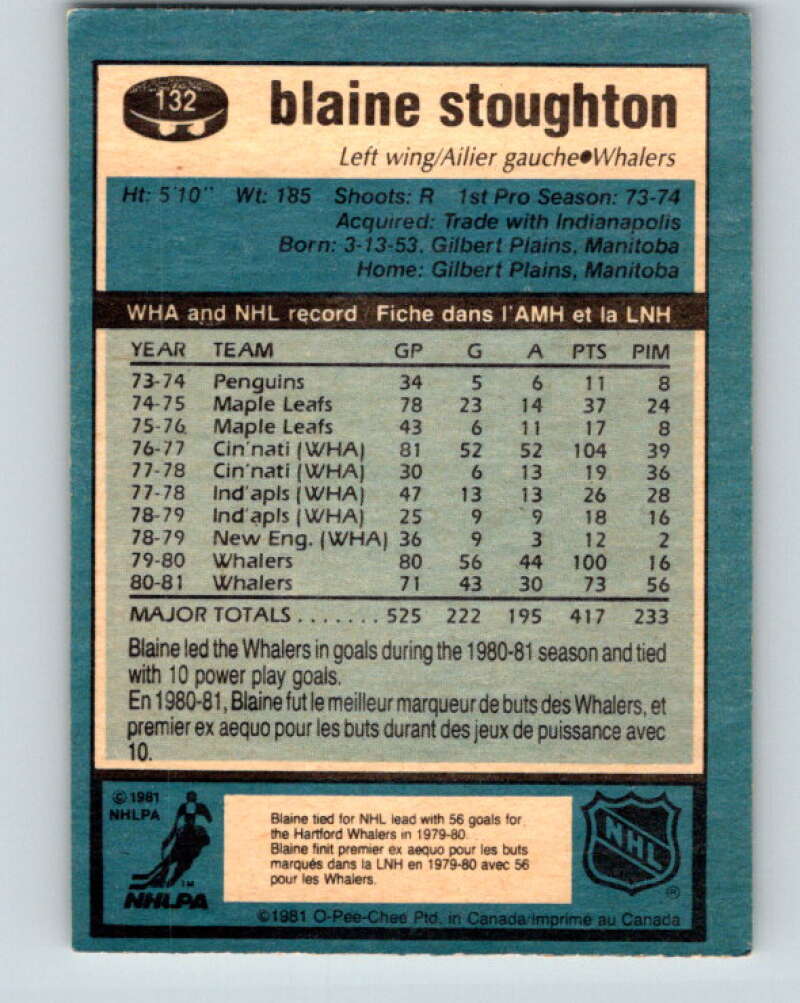 132
blaine stoughton
Left wing/Ailier gauche●Whalers
Ht: 5'10" Wt: 185 Shoots: R 1st Pro Season: 73-74
Acquired: Trade with Indianapolis
Born: 3-13-53, Gilbert Plains, Manitoba
Home: Gilbert Plains, Manitoba
WHA and NHL record / Fiche dans l'AMH et la LNH
YEAR TEAM GP G A PTS PIM
73-74 Penguins 34 5 6 11 8
74-75 Maple Leafs 78 23 14 37 24
75-76 Maple Leafs 43 6 11 17 8
76-77 Cin'nati (WHA) 81 52 52 104 39
77-78 Cin'nati (WHA) 30 6 13 19 36
77-78 Ind'apls (WHA) 47 13 13 26 28
78-79 Ind'apls (WHA) 25 9 9 18 16
78-79 New Eng. (WHA) 36 9 3 12 2
79-80 Whalers 80 56 44 100 16
80-81 Whalers 71 43 30 73 56
MAJOR TOTALS ....... 525 222 195 417 233
Blaine led the Whalers in goals during the 1980-81 season and tied
with 10 power play goals.
En 1980-81, Blaine fut le meilleur marqueur de buts des Whalers, et
premier ex aequo pour les buts durant des jeux de puissance avec
10.
© 1981
NHLPA
TM
NHLPA
Blaine tied for NHL lead with 56 goals for
the Hartford Whalers in 1979-80.
Blaine finit premier ex aequo pour les buts
marqués dans la LNH en 1979-80 avec 56
pour les Whalers.
NHL
®
©1981 O-Pee-Chee Ptd. in Canada/Imprime au Canada